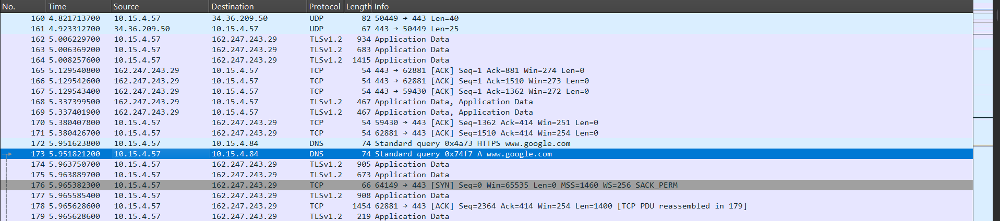 No. Time Source Destination Protocol Length Info
160 4.821713700 10.15.4.57 34.36.209.50 UDP 82 50449 → 443 Len=40
161 4.923312700 34.36.209.50 10.15.4.57 UDP 67 443 → 50449 Len=25
162 5.006229700 10.15.4.57 162.247.243.29 TLSv1.2 934 Application Data
163 5.006369200 10.15.4.57 162.247.243.29 TLSv1.2 683 Application Data
164 5.008257600 10.15.4.57 162.247.243.29 TLSv1.2 1415 Application Data
165 5.129540800 162.247.243.29 10.15.4.57 TCP 54 443 → 62881 [ACK] Seq=1 Ack=881 Win=274 Len=0
166 5.129542600 162.247.243.29 10.15.4.57 TCP 54 443 → 62881 [ACK] Seq=1 Ack=1510 Win=273 Len=0
167 5.129543400 162.247.243.29 10.15.4.57 TCP 54 443 → 59430 [ACK] Seq=1 Ack=1362 Win=272 Len=0
168 5.337399500 162.247.243.29 10.15.4.57 TLSv1.2 467 Application Data, Application Data
169 5.337401900 162.247.243.29 10.15.4.57 TLSv1.2 467 Application Data, Application Data
170 5.380407800 10.15.4.57 162.247.243.29 TCP 54 59430 → 443 [ACK] Seq=1362 Ack=414 Win=251 Len=0
171 5.380426700 10.15.4.57 162.247.243.29 TCP 54 62881 → 443 [ACK] Seq=1510 Ack=414 Win=254 Len=0
172 5.951623800 10.15.4.57 10.15.4.84 DNS 74 Standard query 0x4a73 HTTPS www.google.com
173 5.951821200 10.15.4.57 10.15.4.84 DNS 74 Standard query 0x74f7 A www.google.com
174 5.963750700 10.15.4.57 162.247.243.29 TLSv1.2 905 Application Data
175 5.963889700 10.15.4.57 162.247.243.29 TLSv1.2 673 Application Data
176 5.965382300 10.15.4.57 162.247.243.29 TCP 66 64149 → 443 [SYN] Seq=0 Win=65535 Len=0 MSS=1460 WS=256 SACK_PERM
177 5.965585400 10.15.4.57 162.247.243.29 TLSv1.2 908 Application Data
178 5.965628600 10.15.4.57 162.247.243.29 TCP 1454 62881 → 443 [ACK] Seq=2364 Ack=414 Win=254 Len=1400 [TCP PDU reassembled in 179]
179 5.965628600 10.15.4.57 162.247.243.29 TLSv1.2 219 Application Data